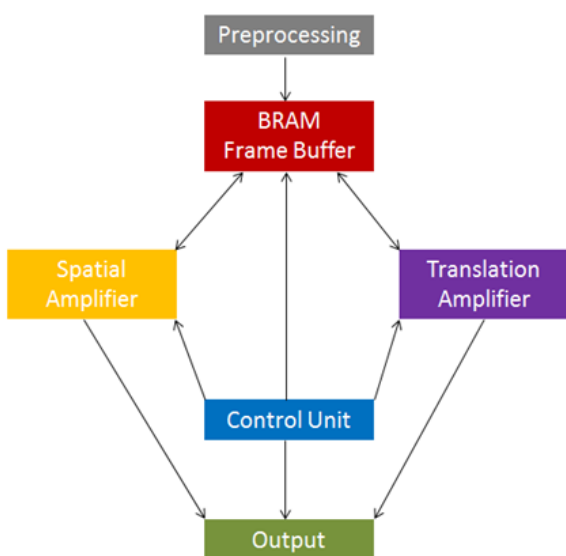 Preprocessing
BRAM
Frame Buffer
Spatial
Amplifier
Translation
Amplifier
Control Unit
Output